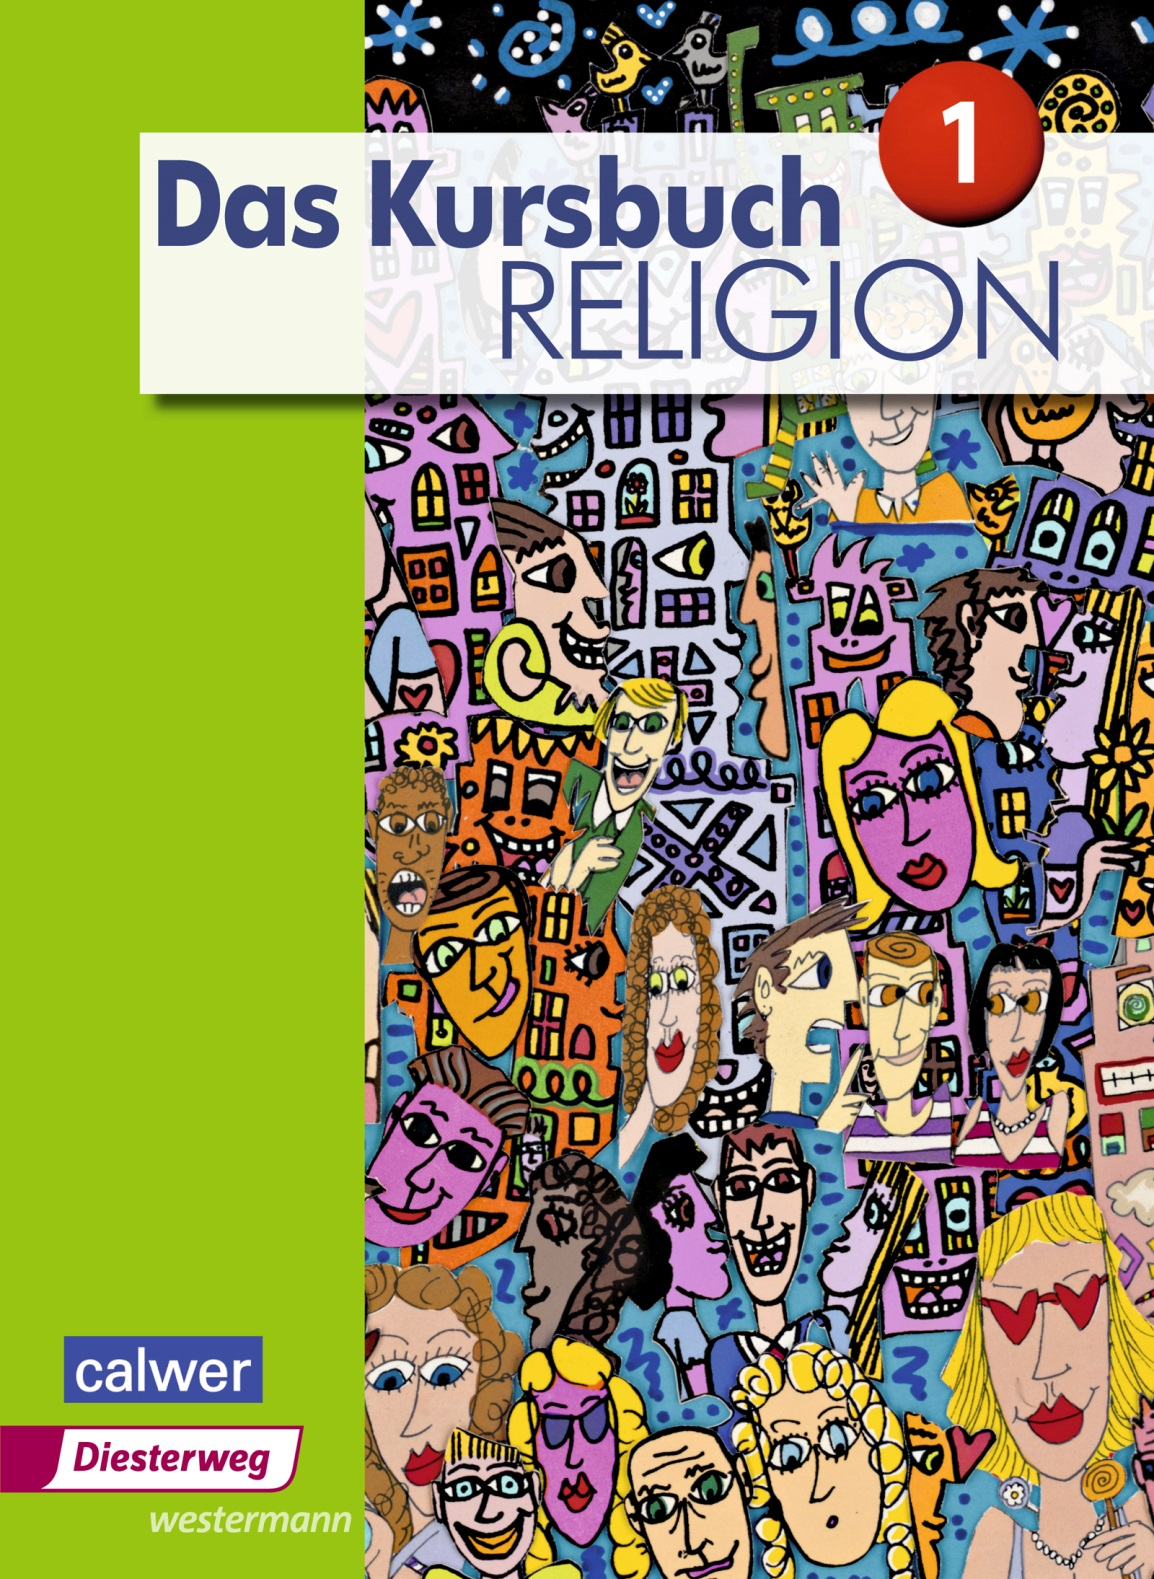 1
Das Kursbuch
RELIGION
calwer
Diesterweg
westermann